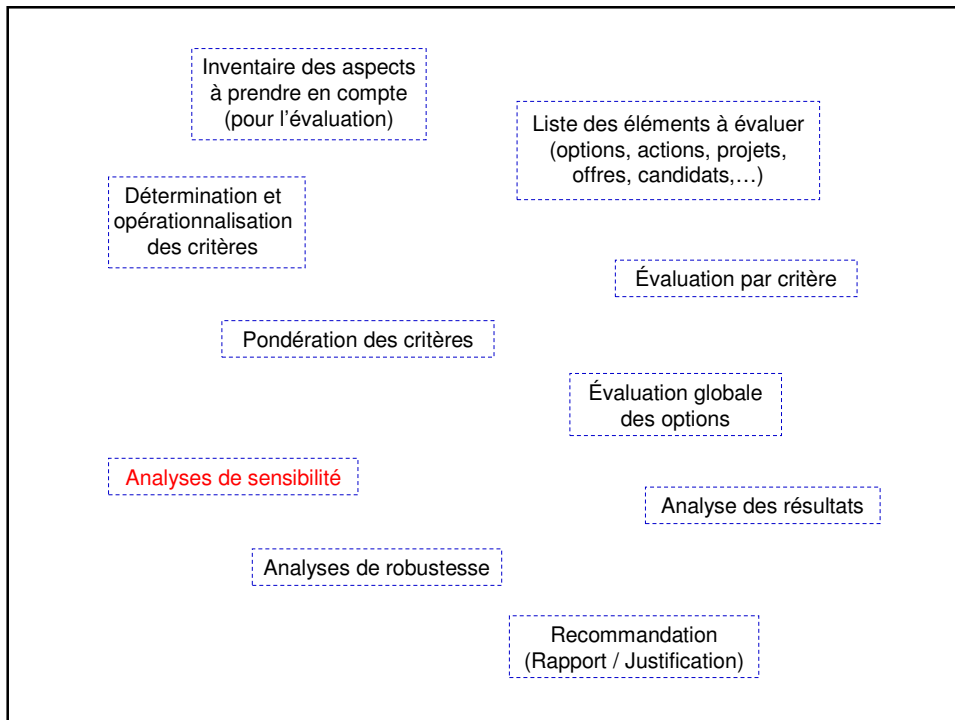 Inventaire des aspects
à prendre en compte
(pour l'évaluation)
Liste des éléments à évaluer
(options, actions, projets,
offres, candidats,…)
Détermination et
opérationnalisation
des critères
Évaluation par critère
Pondération des critères
Évaluation globale
des options
Analyses de sensibilité
Analyse des résultats
Analyses de robustesse
Recommandation
(Rapport / Justification)